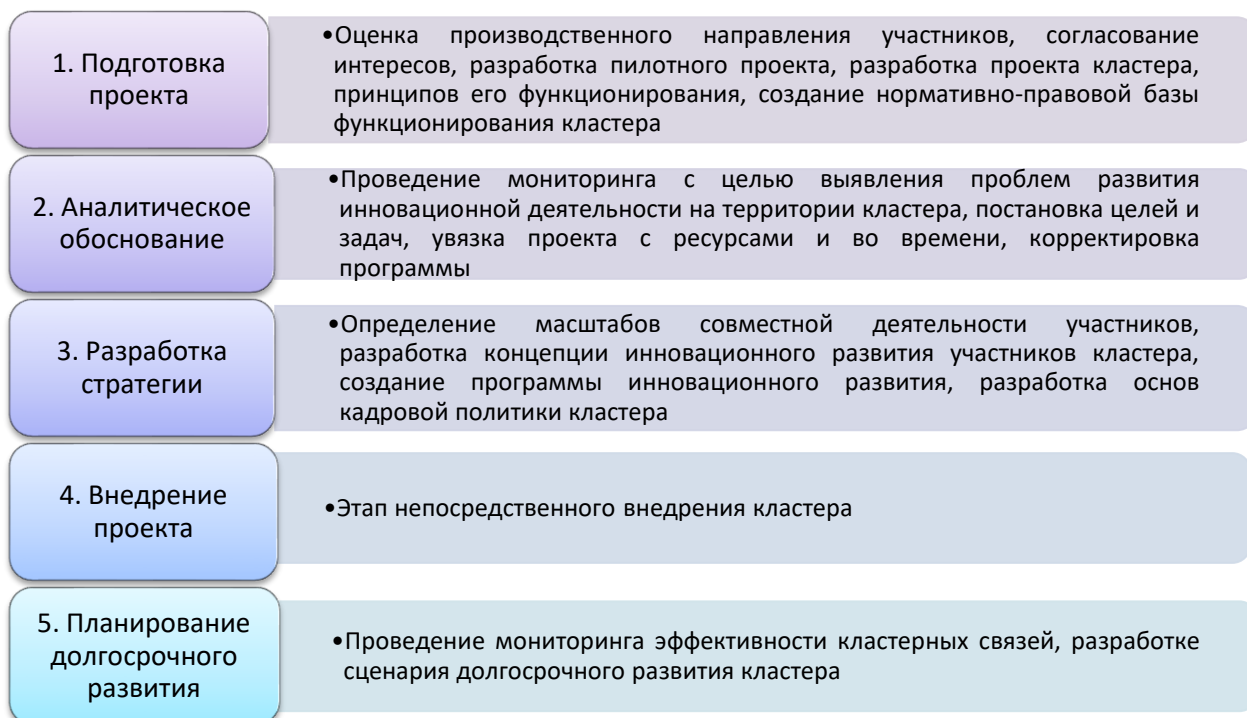 1. Подготовка
проекта
•Оценка производственного направления участников, согласование
интересов, разработка пилотного проекта, разработка проекта кластера,
принципов его функционирования, создание нормативно-правовой базы
функционирования кластера
2. Аналитическое
обоснование
•Проведение мониторинга с целью выявления проблем развития
инновационной деятельности на территории кластера, постановка целей и
задач, увязка проекта с ресурсами и во времени, корректировка
программы
3. Разработка
стратегии
•Определение масштабов совместной деятельности участников,
разработка концепции инновационного развития участников кластера,
создание программы инновационного развития, разработка основ
кадровой политики кластера
4. Внедрение
проекта
•Этап непосредственного внедрения кластера
5. Планирование
долгосрочного
развития
•Проведение мониторинга эффективности кластерных связей, разработке
сценария долгосрочного развития кластера